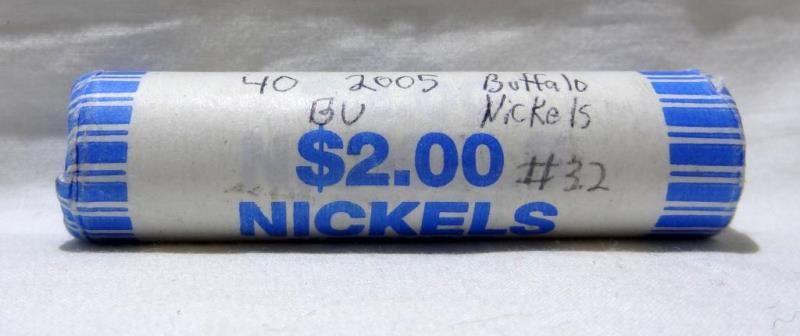 40 2005 Buffalo
BU Nickels
$2.00 #32
NICKELS